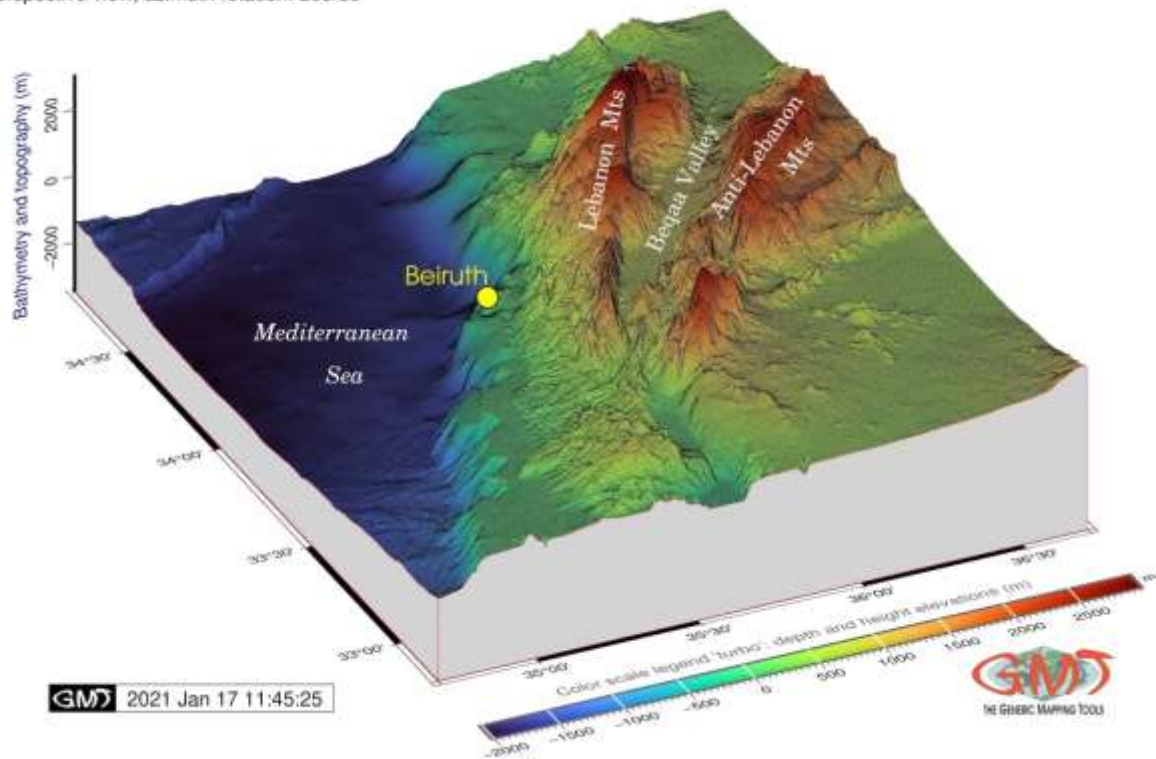 Bathymetry and topography (m)
2000
0
−2000
Lebanon Mts
Beqaa Valley
Anti-Lebanon
Mts
Beiruth
Mediterranean
Sea
34°30'
34°00'
33°30'
33°00'
35°00'
35°30'
36°00'
36°30'
Color scale legend 'turbo': depth and height elevations (m)
m
−2000
−1500
−1000
−500
0
500
1000
1500
2000
2500
GMT 2021 Jan 17 11:45:25
GMT
THE GENERIC MAPPING TOOLS